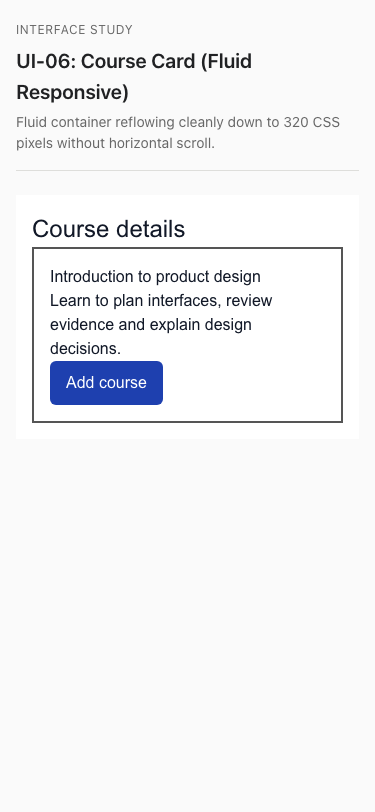 INTERFACE STUDY
UI-06: Course Card (Fluid
Responsive)
Fluid container reflowing cleanly down to 320 CSS
pixels without horizontal scroll.
Course details
Introduction to product design
Learn to plan interfaces, review
evidence and explain design
decisions.
Add course